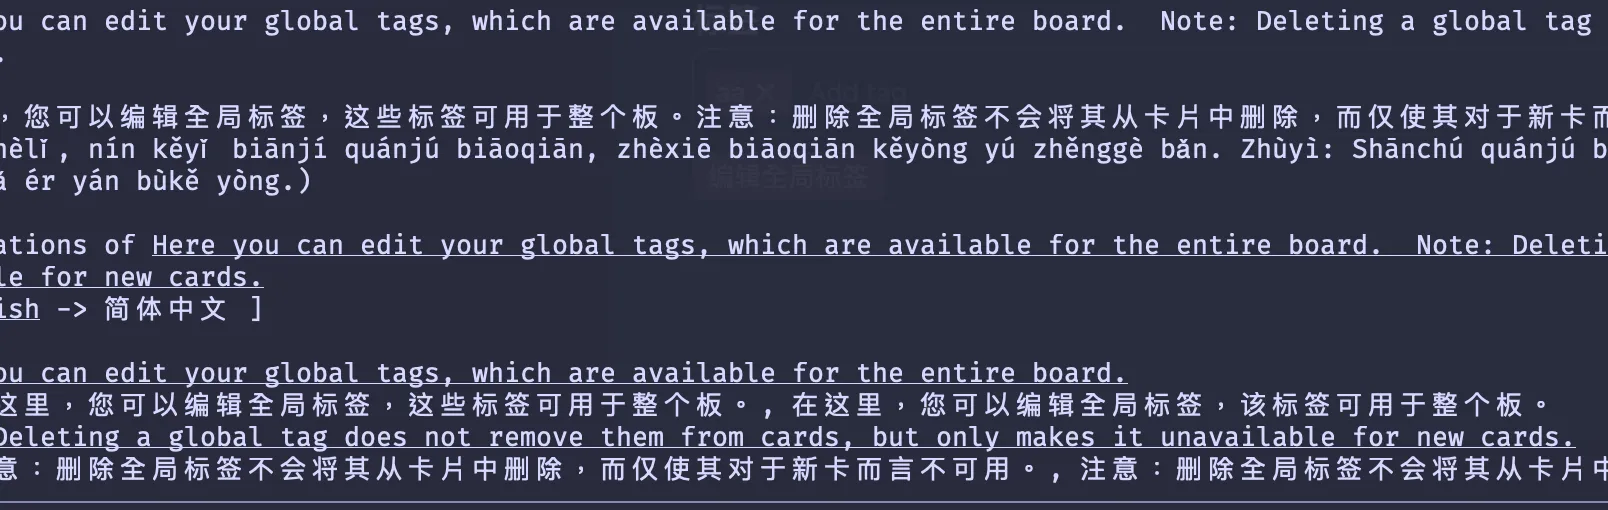 ou can edit your global tags, which are available for the entire board.  Note: Deleting a global tag
.
，您可以编辑全局标签，这些标签可用于整个板。注意：删除全局标签不会将其从卡片中删除，而仅使其对于新卡而
hèlǐ, nín kěyǐ biānjí quánjú biāoqiān, zhèxiē biāoqiān kěyòng yú zhěnggè bǎn. Zhùyì: Shānchú quánjú b
ǎ ér yán bùkě yòng.)
Add tag
编辑全局标签
ations of Here you can edit your global tags, which are available for the entire board.  Note: Deleti
le for new cards.
ish -> 简体中文 ]
ou can edit your global tags, which are available for the entire board.
这里，您可以编辑全局标签，这些标签可用于整个板。, 在这里，您可以编辑全局标签，该标签可用于整个板。
Deleting a global tag does not remove them from cards, but only makes it unavailable for new cards.
意：删除全局标签不会将其从卡片中删除，而仅使其对于新卡而言不可用。, 注意：删除全局标签不会将其从卡片中